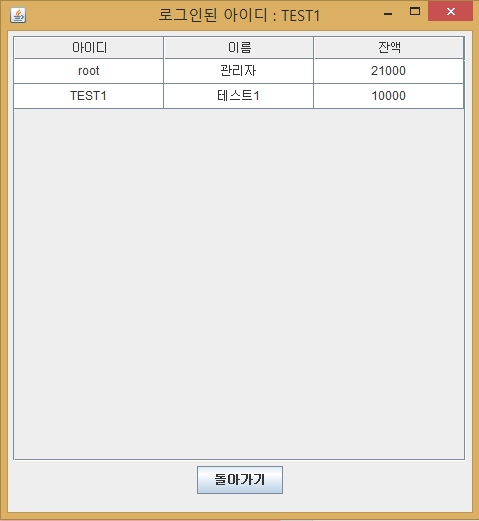 로그인된 아이디 : TEST1
아이디 이름 잔액
root 관리자 21000
TEST1 테스트1 10000
돌아가기